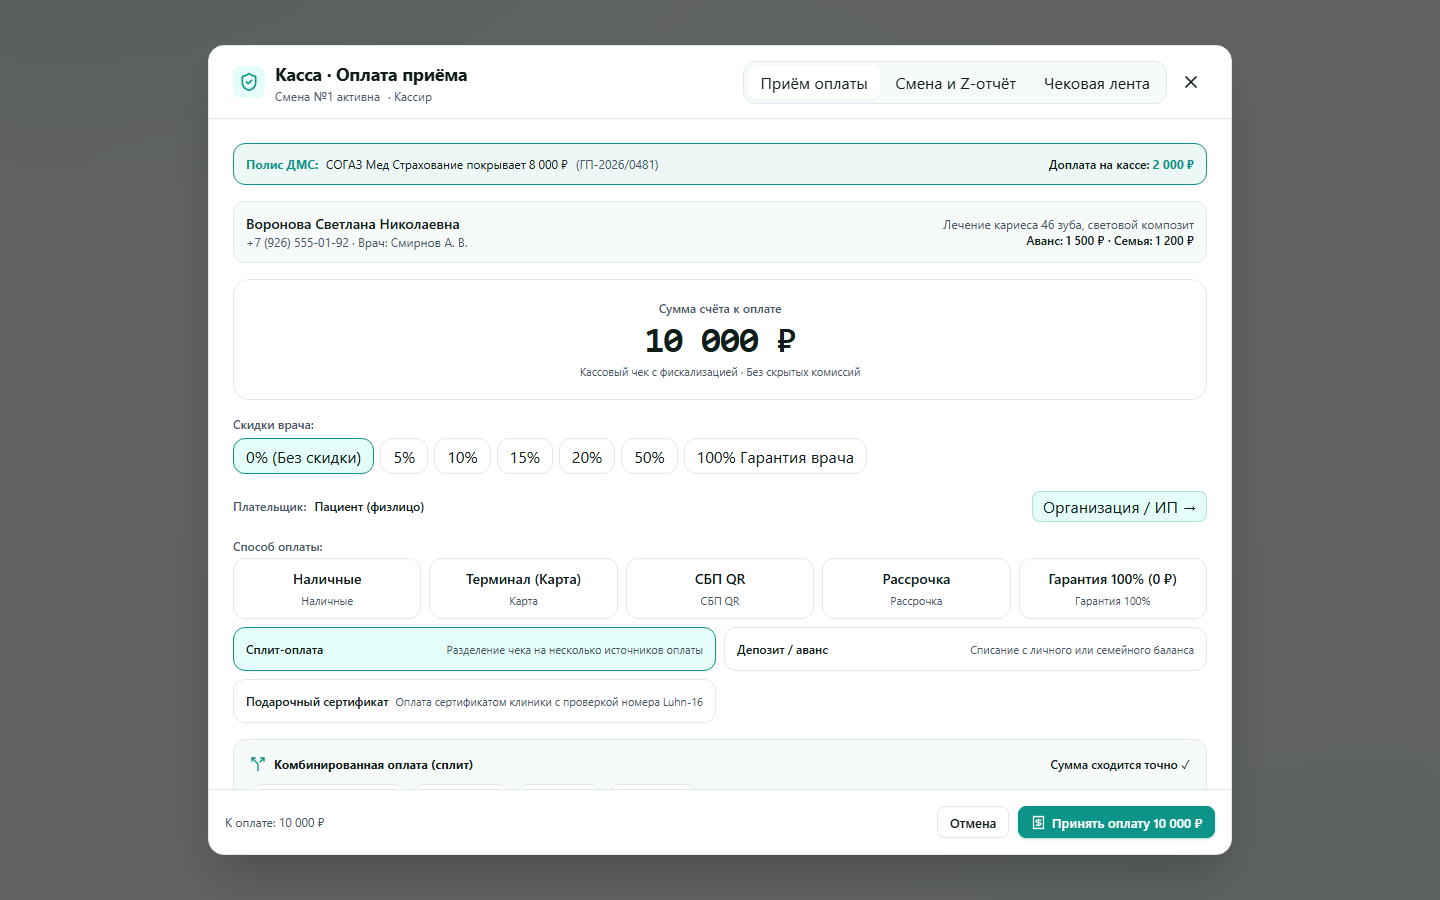 Касса · Оплата приёма
Смена №1 активна · Кассир
Приём оплаты
Смена и Z-отчёт
Чековая лента
Полис ДМС: СОГАЗ Мед Страхование покрывает 8 000 ₽ (ГП-2026/0481)
Доплата на кассе: 2 000 ₽
Воронова Светлана Николаевна
+7 (926) 555-01-92 · Врач: Смирнов А. В.
Лечение кариеса 46 зуба, световой композит
Аванс: 1 500 ₽ · Семья: 1 200 ₽
Сумма счёта к оплате
10 000 ₽
Кассовый чек с фискализацией · Без скрытых комиссий
Скидки врача:
0% (Без скидки)
5%
10%
15%
20%
50%
100% Гарантия врача
Плательщик: Пациент (физлицо)
Организация / ИП →
Способ оплаты:
Наличные
Наличные
Терминал (Карта)
Карта
СБП QR
СБП QR
Рассрочка
Рассрочка
Гарантия 100% (0 ₽)
Гарантия 100%
Сплит-оплата
Разделение чека на несколько источников оплаты
Депозит / аванс
Списание с личного или семейного баланса
Подарочный сертификат
Оплата сертификатом клиники с проверкой номера Luhn-16
Комбинированная оплата (сплит)
Сумма сходится точно ✓
К оплате: 10 000 ₽
Отмена
Принять оплату 10 000 ₽